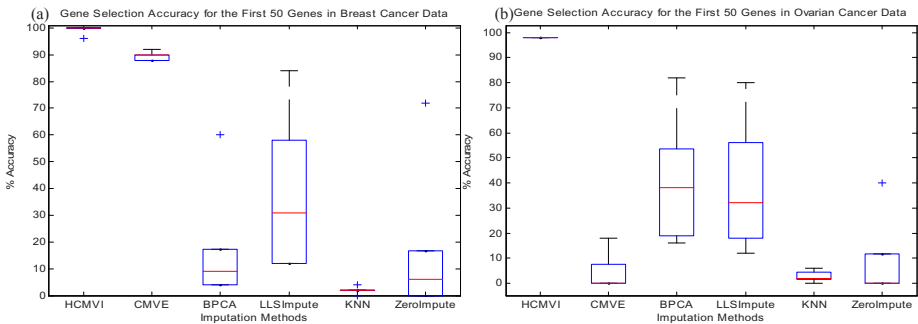 (a) Gene Selection Accuracy for the First 50 Genes in Breast Cancer Data
100
90
80
70
60
50
40
30
20
10
0
% Accuracy
HCMVI CMVE BPCA LLSImpute KNN ZeroImpute
Imputation Methods
(b) Gene Selection Accuracy for the First 50 Genes in Ovarian Cancer Data
100
90
80
70
60
50
40
30
20
10
0
% Accuracy
HCMVI CMVE BPCA LLSImpute KNN ZeroImpute
Imputation Methods